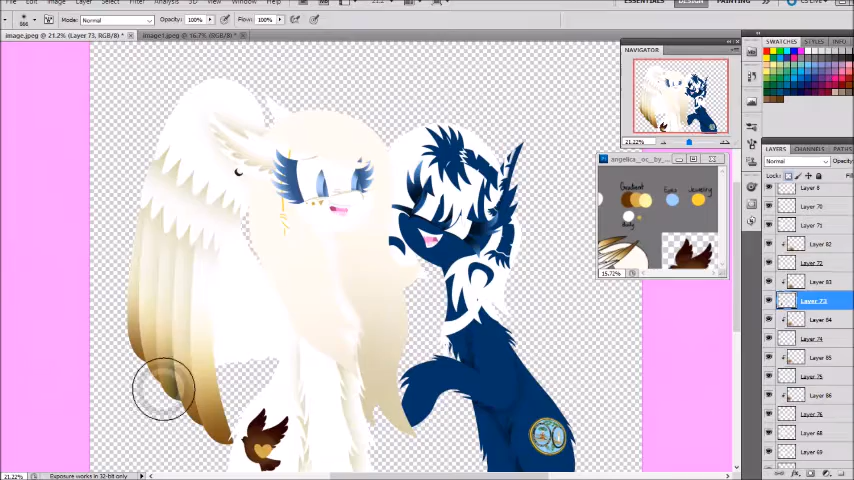 File Edit Image Layer Select Filter Analysis 3D View Window Help
ESSENTIALS DESIGN PAINTING CS LIVE
Mode: Normal Opacity: 100% Flow: 100%
image.jpeg @ 21.2% (Layer 73, RGB/8*) *
image1.jpeg @ 16.7% (RGB/8*) *
NAVIGATOR
21.22%
SWATCHES STYLES INFO
angelica_oc_by_...
Gradient Eyes Jewelry
Body
15.72%
LAYERS CHANNELS PATHS
Normal Opacity:
Lock:
Layer 8
Layer 70
Layer 71
Layer 82
Layer 72
Layer 83
Layer 73
Layer 84
Layer 74
Layer 85
Layer 75
Layer 86
Layer 76
Layer 68
Layer 69
21.22% Exposure works in 32-bit only